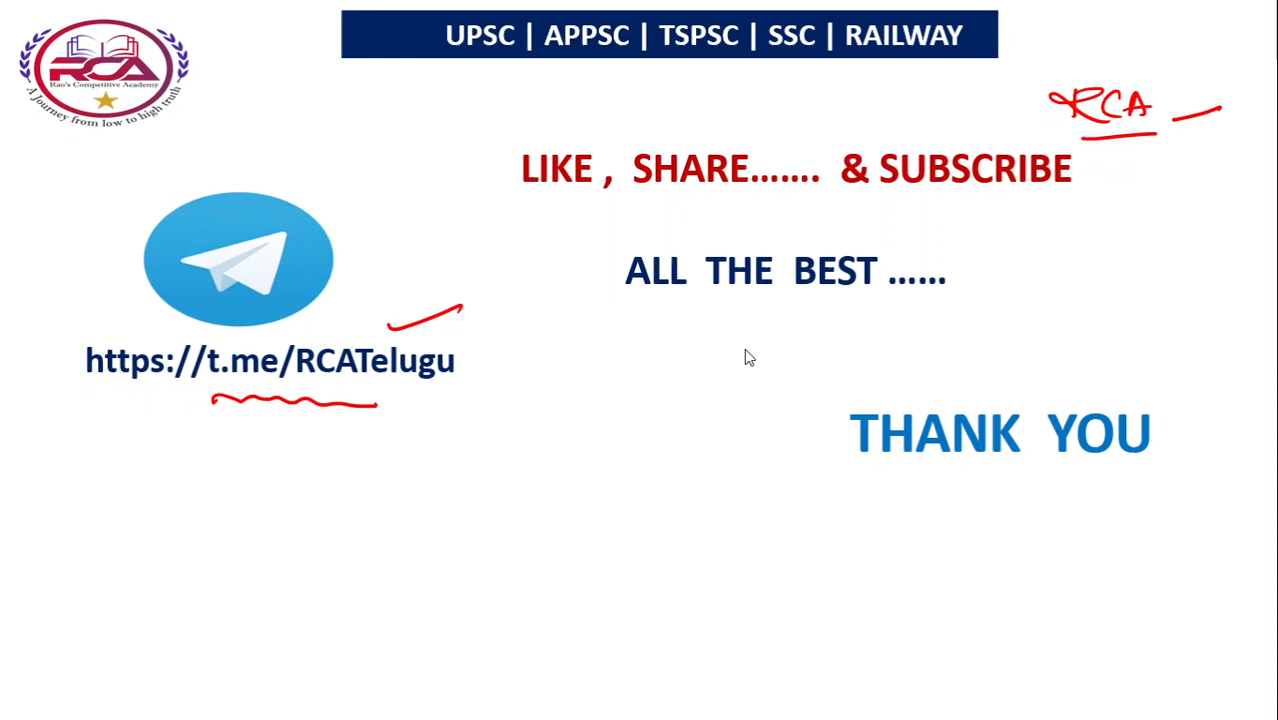 RCA
Rao's Competitive Academy
A Journey from low to high truth
UPSC | APPSC | TSPSC | SSC | RAILWAY
RCA
LIKE , SHARE....... & SUBSCRIBE
ALL THE BEST ......
https://t.me/RCATelugu
THANK YOU